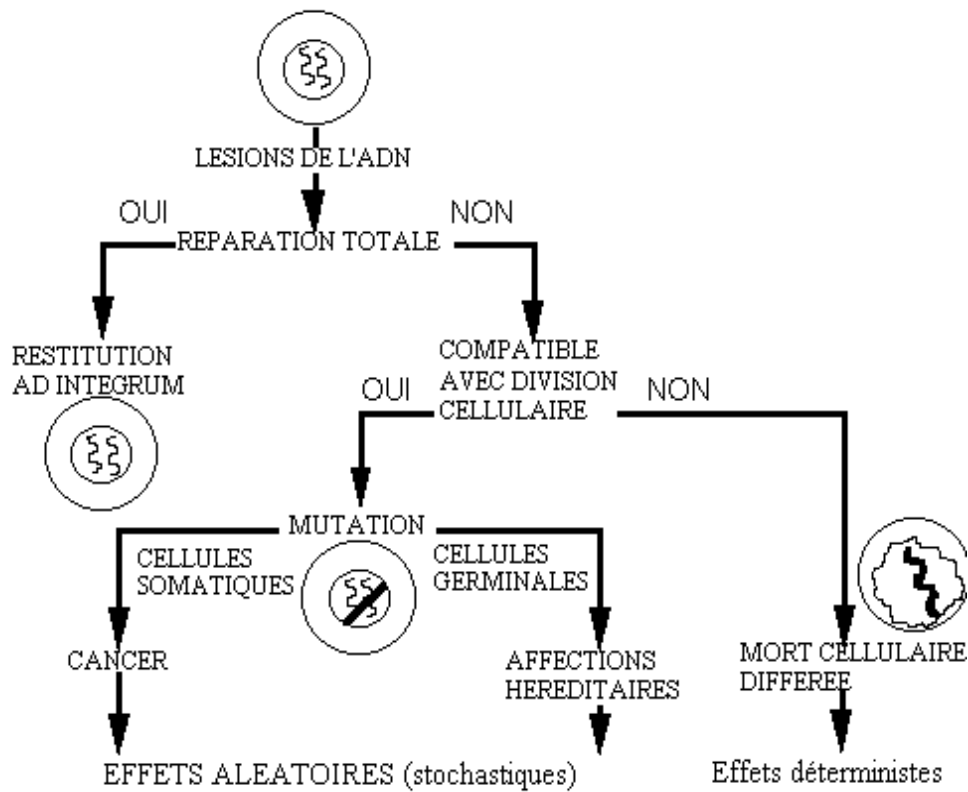 LESIONS DE L'ADN
OUI
NON
REPARATION TOTALE
RESTITUTION
AD INTEGRUM
COMPATIBLE
AVEC DIVISION
CELLULAIRE
OUI
NON
MUTATION
CELLULES
SOMATIQUES
CELLULES
GERMINALES
CANCER
AFFECTIONS
HEREDITAIRES
MORT CELLULAIRE
DIFFEREE
EFFETS ALEATOIRES (stochastiques)
Effets déterministes